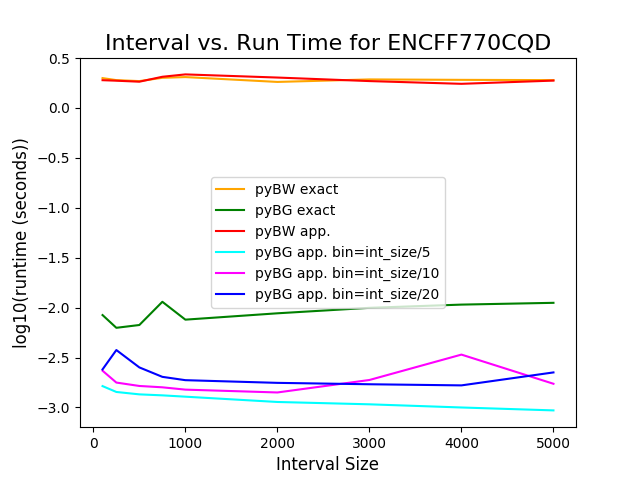 Interval vs. Run Time for ENCFF770CQD
log10(runtime (seconds))
0.5
0.0
−0.5
−1.0
−1.5
−2.0
−2.5
−3.0
pyBW exact
pyBG exact
pyBW app.
pyBG app. bin=int_size/5
pyBG app. bin=int_size/10
pyBG app. bin=int_size/20
0 1000 2000 3000 4000 5000
Interval Size